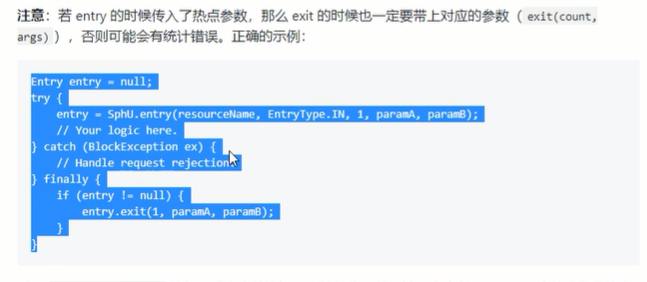 注意：若 entry 的时候传入了热点参数，那么 exit 的时候也一定要带上对应的参数（ exit(count,
args) ），否则可能会有统计错误。正确的示例：
Entry entry = null;
try {
    entry = SphU.entry(resourceName, EntryType.IN, 1, paramA, paramB);
    // Your logic here.
} catch (BlockException ex) {
    // Handle request rejection.
} finally {
    if (entry != null) {
        entry.exit(1, paramA, paramB);
    }
}